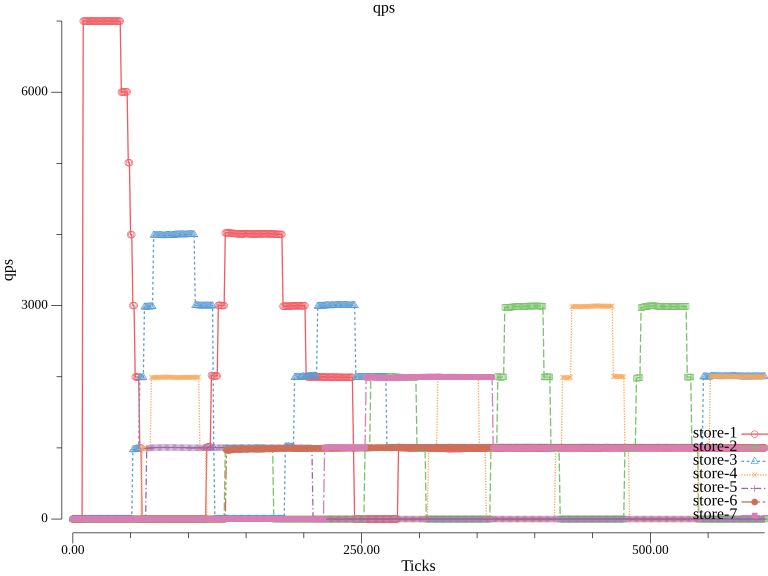 qps
6000
3000
0
qps
0.00
250.00
500.00
Ticks
store-1
store-2
store-3
store-4
store-5
store-6
store-7